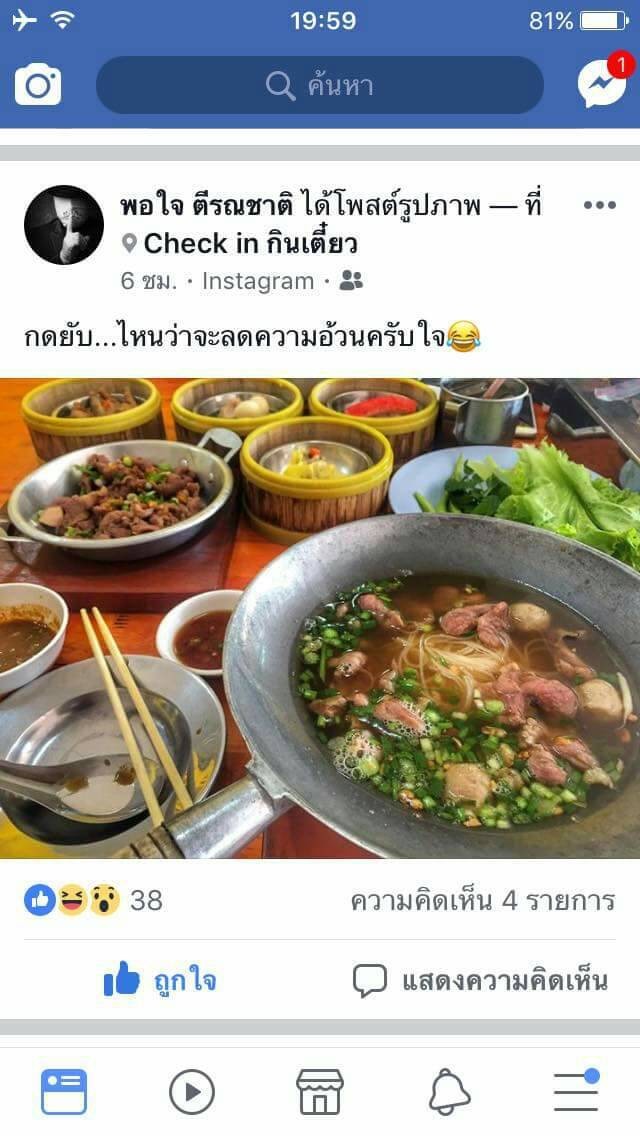 19:59
81%
ค้นหา
1
พอใจ ตีรณชาติ ได้โพสต์รูปภาพ — ที่
Check in กินเตี๋ยว
6 ชม. · Instagram ·
กดยับ...ไหนว่าจะลดความอ้วนครับใจ😂
38
ความคิดเห็น 4 รายการ
ถูกใจ
แสดงความคิดเห็น